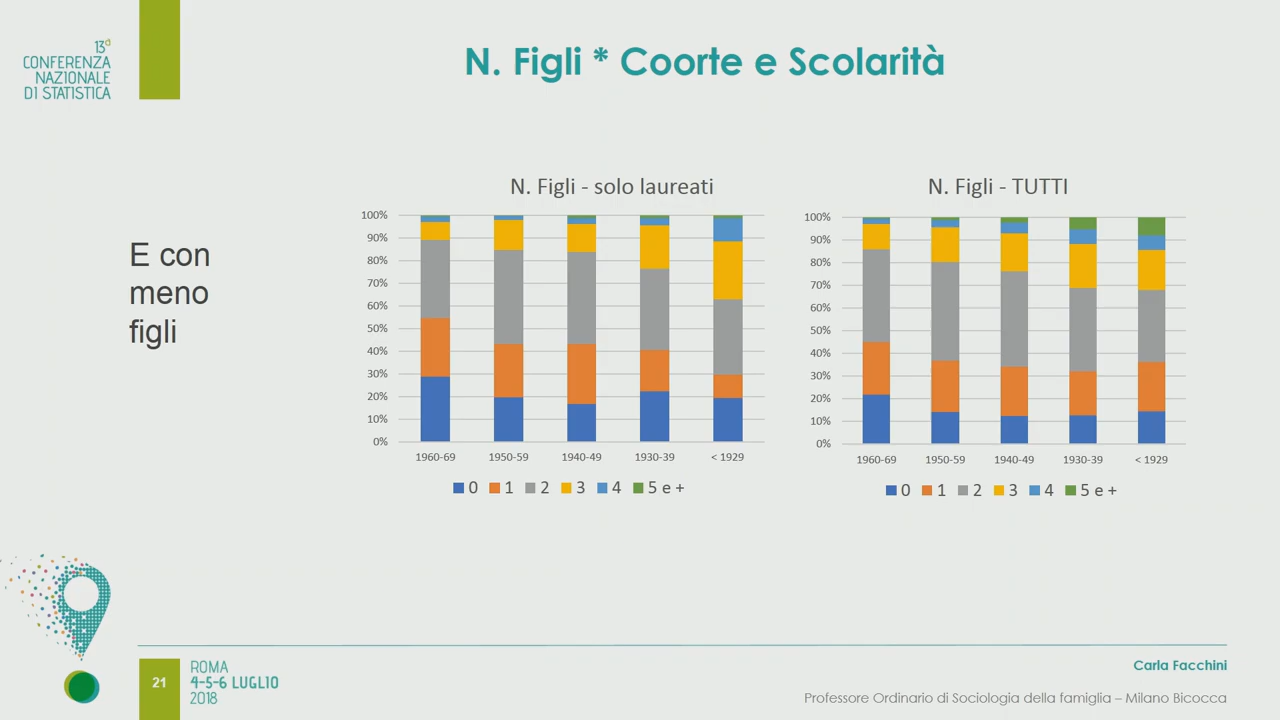 13ª
CONFERENZA
NAZIONALE
DI STATISTICA
N. Figli * Coorte e Scolarità
E con
meno
figli
N. Figli - solo laureati
100%
90%
80%
70%
60%
50%
40%
30%
20%
10%
0%
1960-69 1950-59 1940-49 1930-39 < 1929
0 1 2 3 4 5 e +
N. Figli - TUTTI
100%
90%
80%
70%
60%
50%
40%
30%
20%
10%
0%
1960-69 1950-59 1940-49 1930-39 < 1929
0 1 2 3 4 5 e +
21
ROMA
4-5-6 LUGLIO
2018
Carla Facchini
Professore Ordinario di Sociologia della famiglia – Milano Bicocca